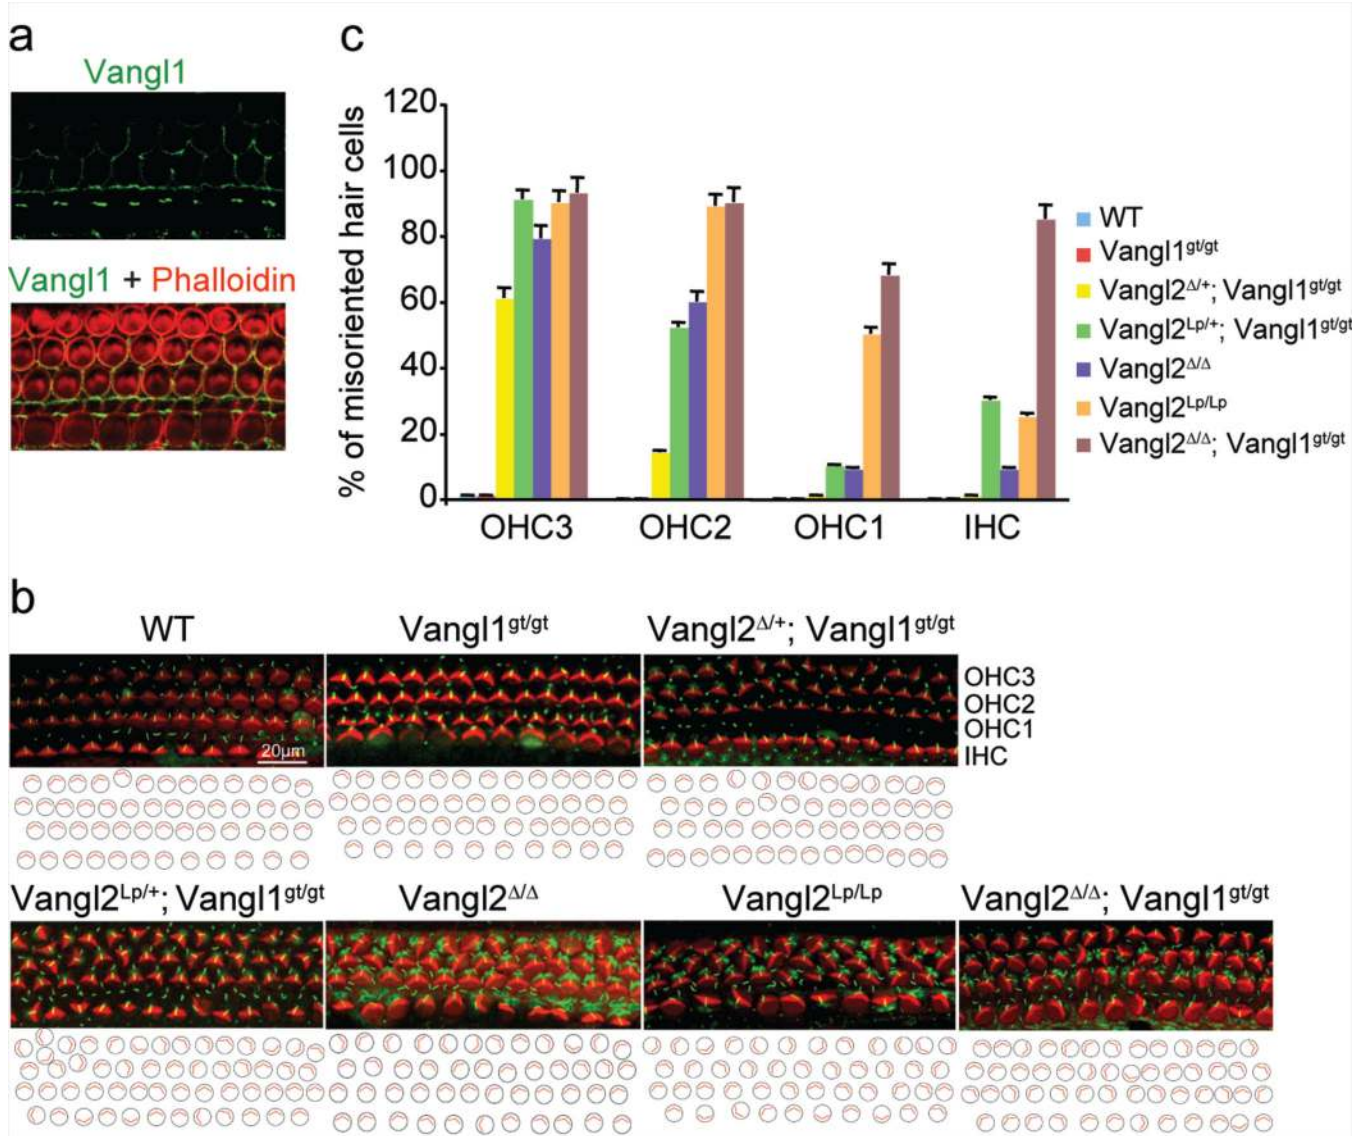 a
Vangl1
Vangl1 + Phalloidin
c
% of misoriented hair cells
120
100
80
60
40
20
0
OHC3 OHC2 OHC1 IHC
WT
Vangl1gt/gt
Vangl2Δ/+; Vangl1gt/gt
Vangl2Lp/+; Vangl1gt/gt
Vangl2Δ/Δ
Vangl2Lp/Lp
Vangl2Δ/Δ; Vangl1gt/gt
b
WT Vangl1gt/gt Vangl2Δ/+; Vangl1gt/gt
OHC3
OHC2
OHC1
IHC
20µm
Vangl2Lp/+; Vangl1gt/gt Vangl2Δ/Δ Vangl2Lp/Lp Vangl2Δ/Δ; Vangl1gt/gt